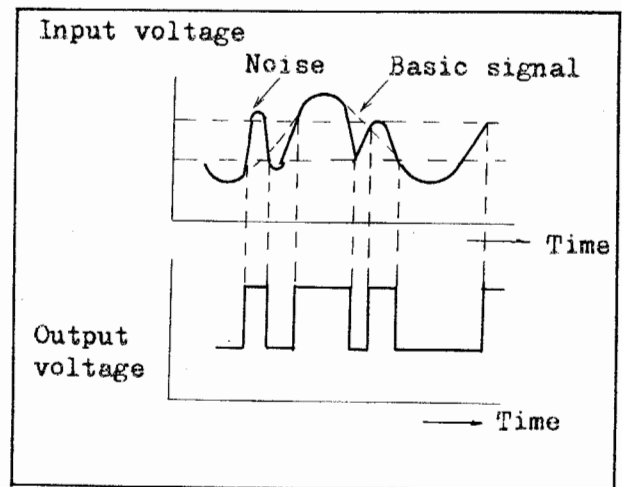 Input voltage
Noise
Basic signal
Time
Output
voltage
Time